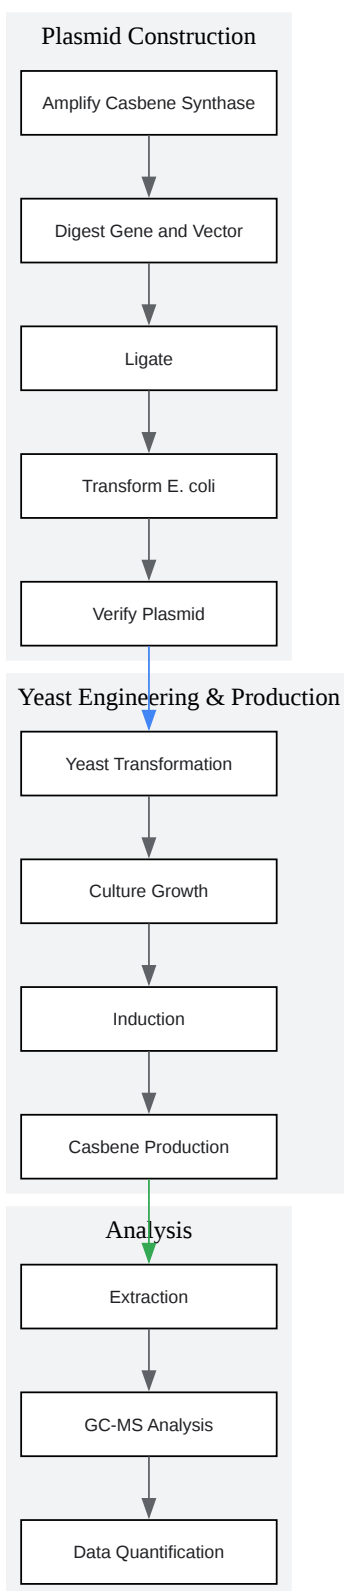 Plasmid Construction
Amplify Casbene Synthase
Digest Gene and Vector
Ligate
Transform E. coli
Verify Plasmid
Yeast Engineering & Production
Yeast Transformation
Culture Growth
Induction
Casbene Production
Analysis
Extraction
GC-MS Analysis
Data Quantification